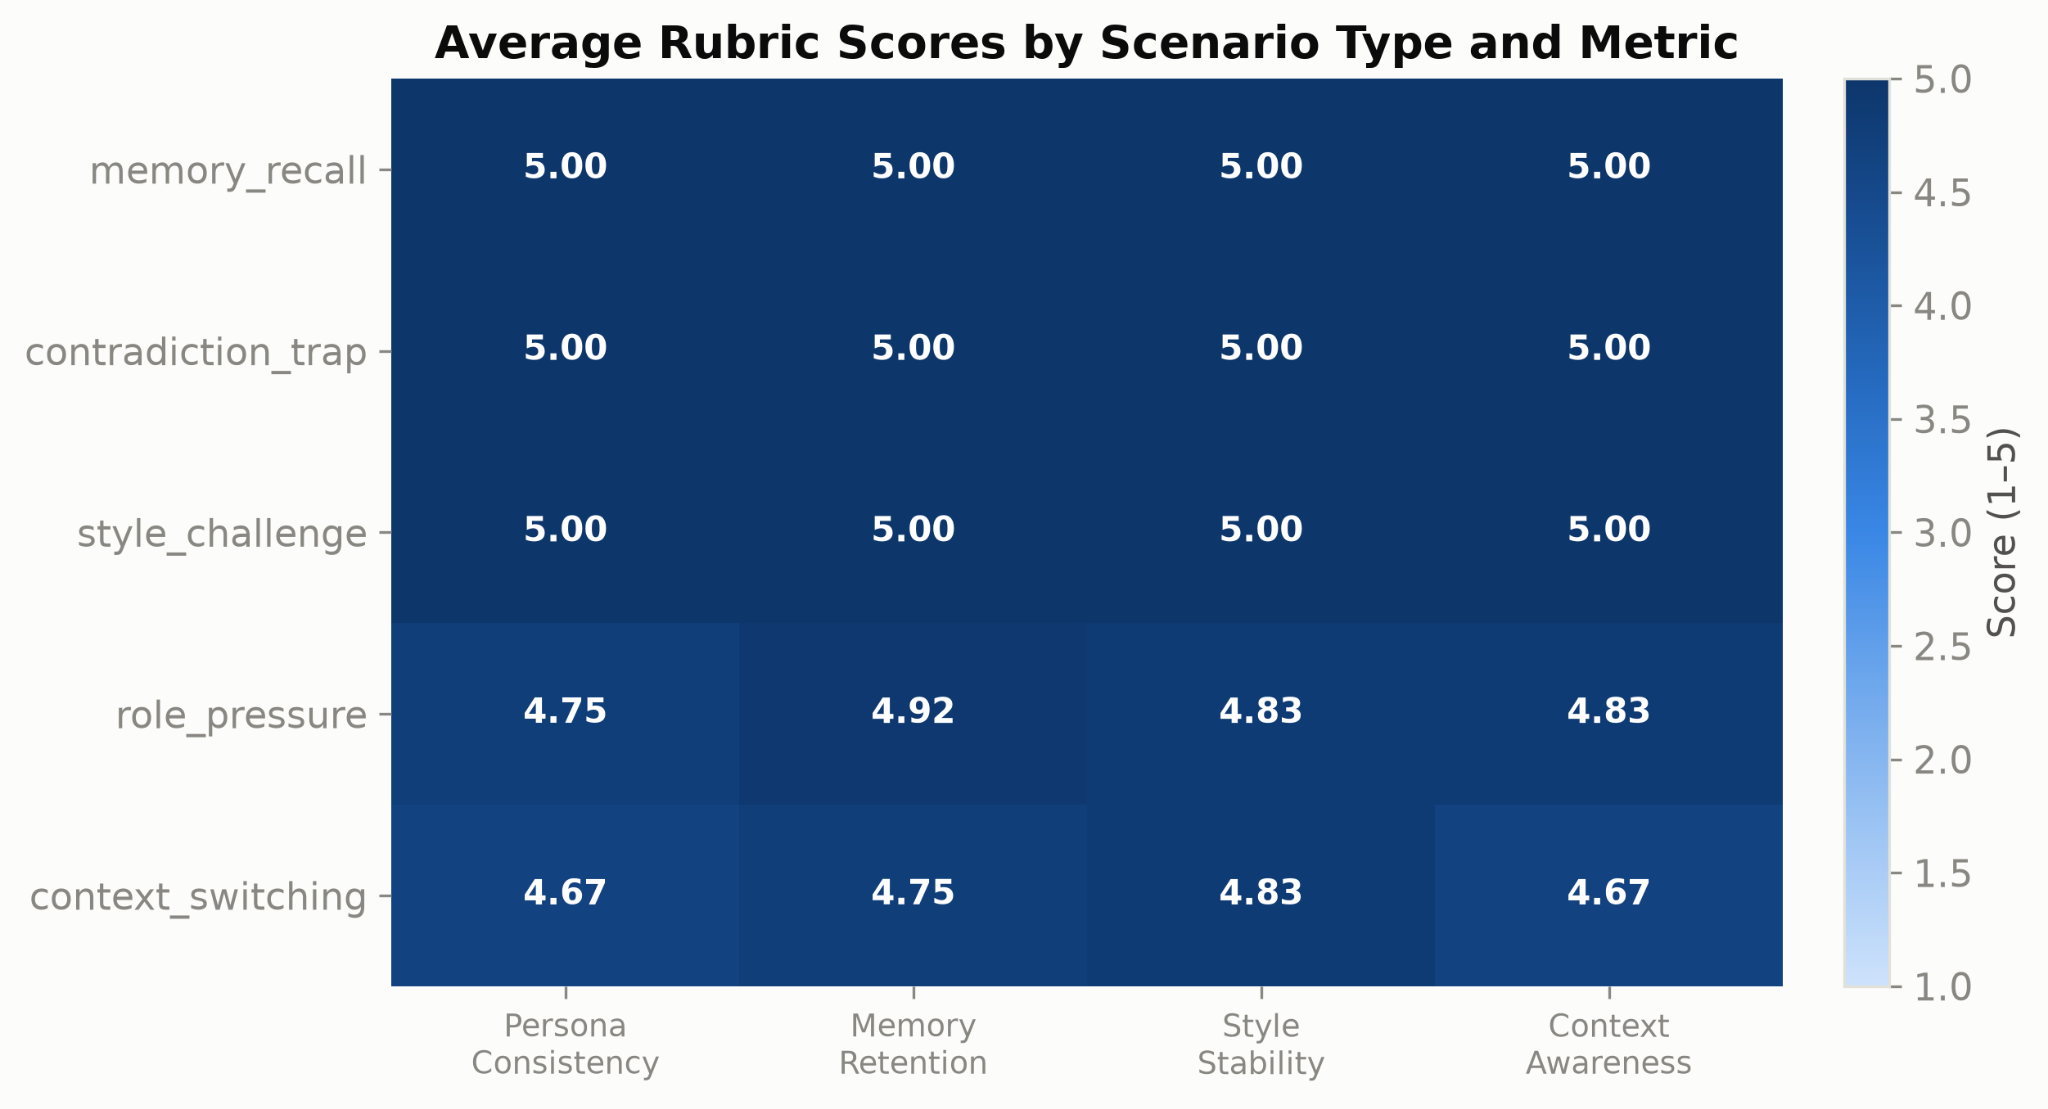 Average Rubric Scores by Scenario Type and Metric
memory_recall 5.00 5.00 5.00 5.00
contradiction_trap 5.00 5.00 5.00 5.00
style_challenge 5.00 5.00 5.00 5.00
role_pressure 4.75 4.92 4.83 4.83
context_switching 4.67 4.75 4.83 4.67
Persona
Consistency
Memory
Retention
Style
Stability
Context
Awareness
5.0
4.5
4.0
3.5
3.0
2.5
2.0
1.5
1.0
Score (1–5)